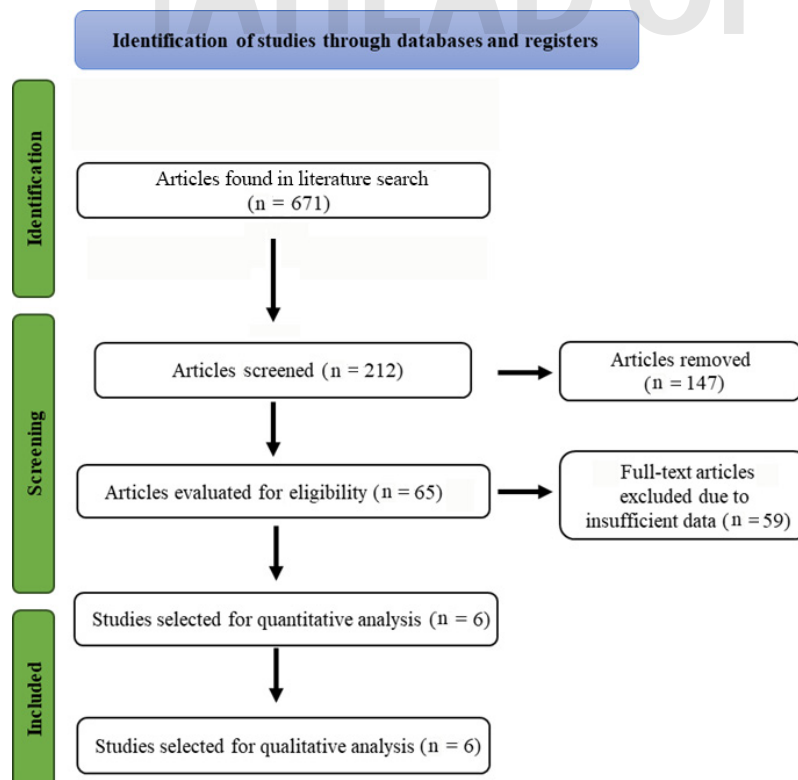 AHEAD OF
Identification of studies through databases and registers
Identification
Articles found in literature search
(n = 671)
Screening
Articles screened (n = 212)
Articles removed
(n = 147)
Articles evaluated for eligibility (n = 65)
Full-text articles
excluded due to
insufficient data (n = 59)
Studies selected for quantitative analysis (n = 6)
Included
Studies selected for qualitative analysis (n = 6)